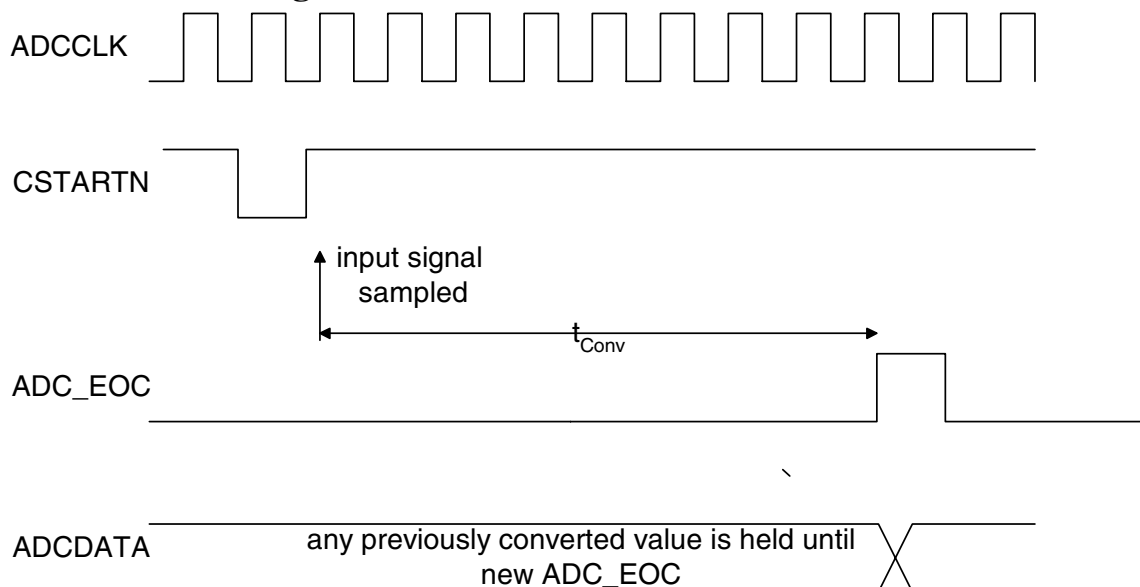 ADCCLK
CSTARTN
input signal
sampled
tConv
ADC_EOC
ADCDATA
any previously converted value is held until
new ADC_EOC